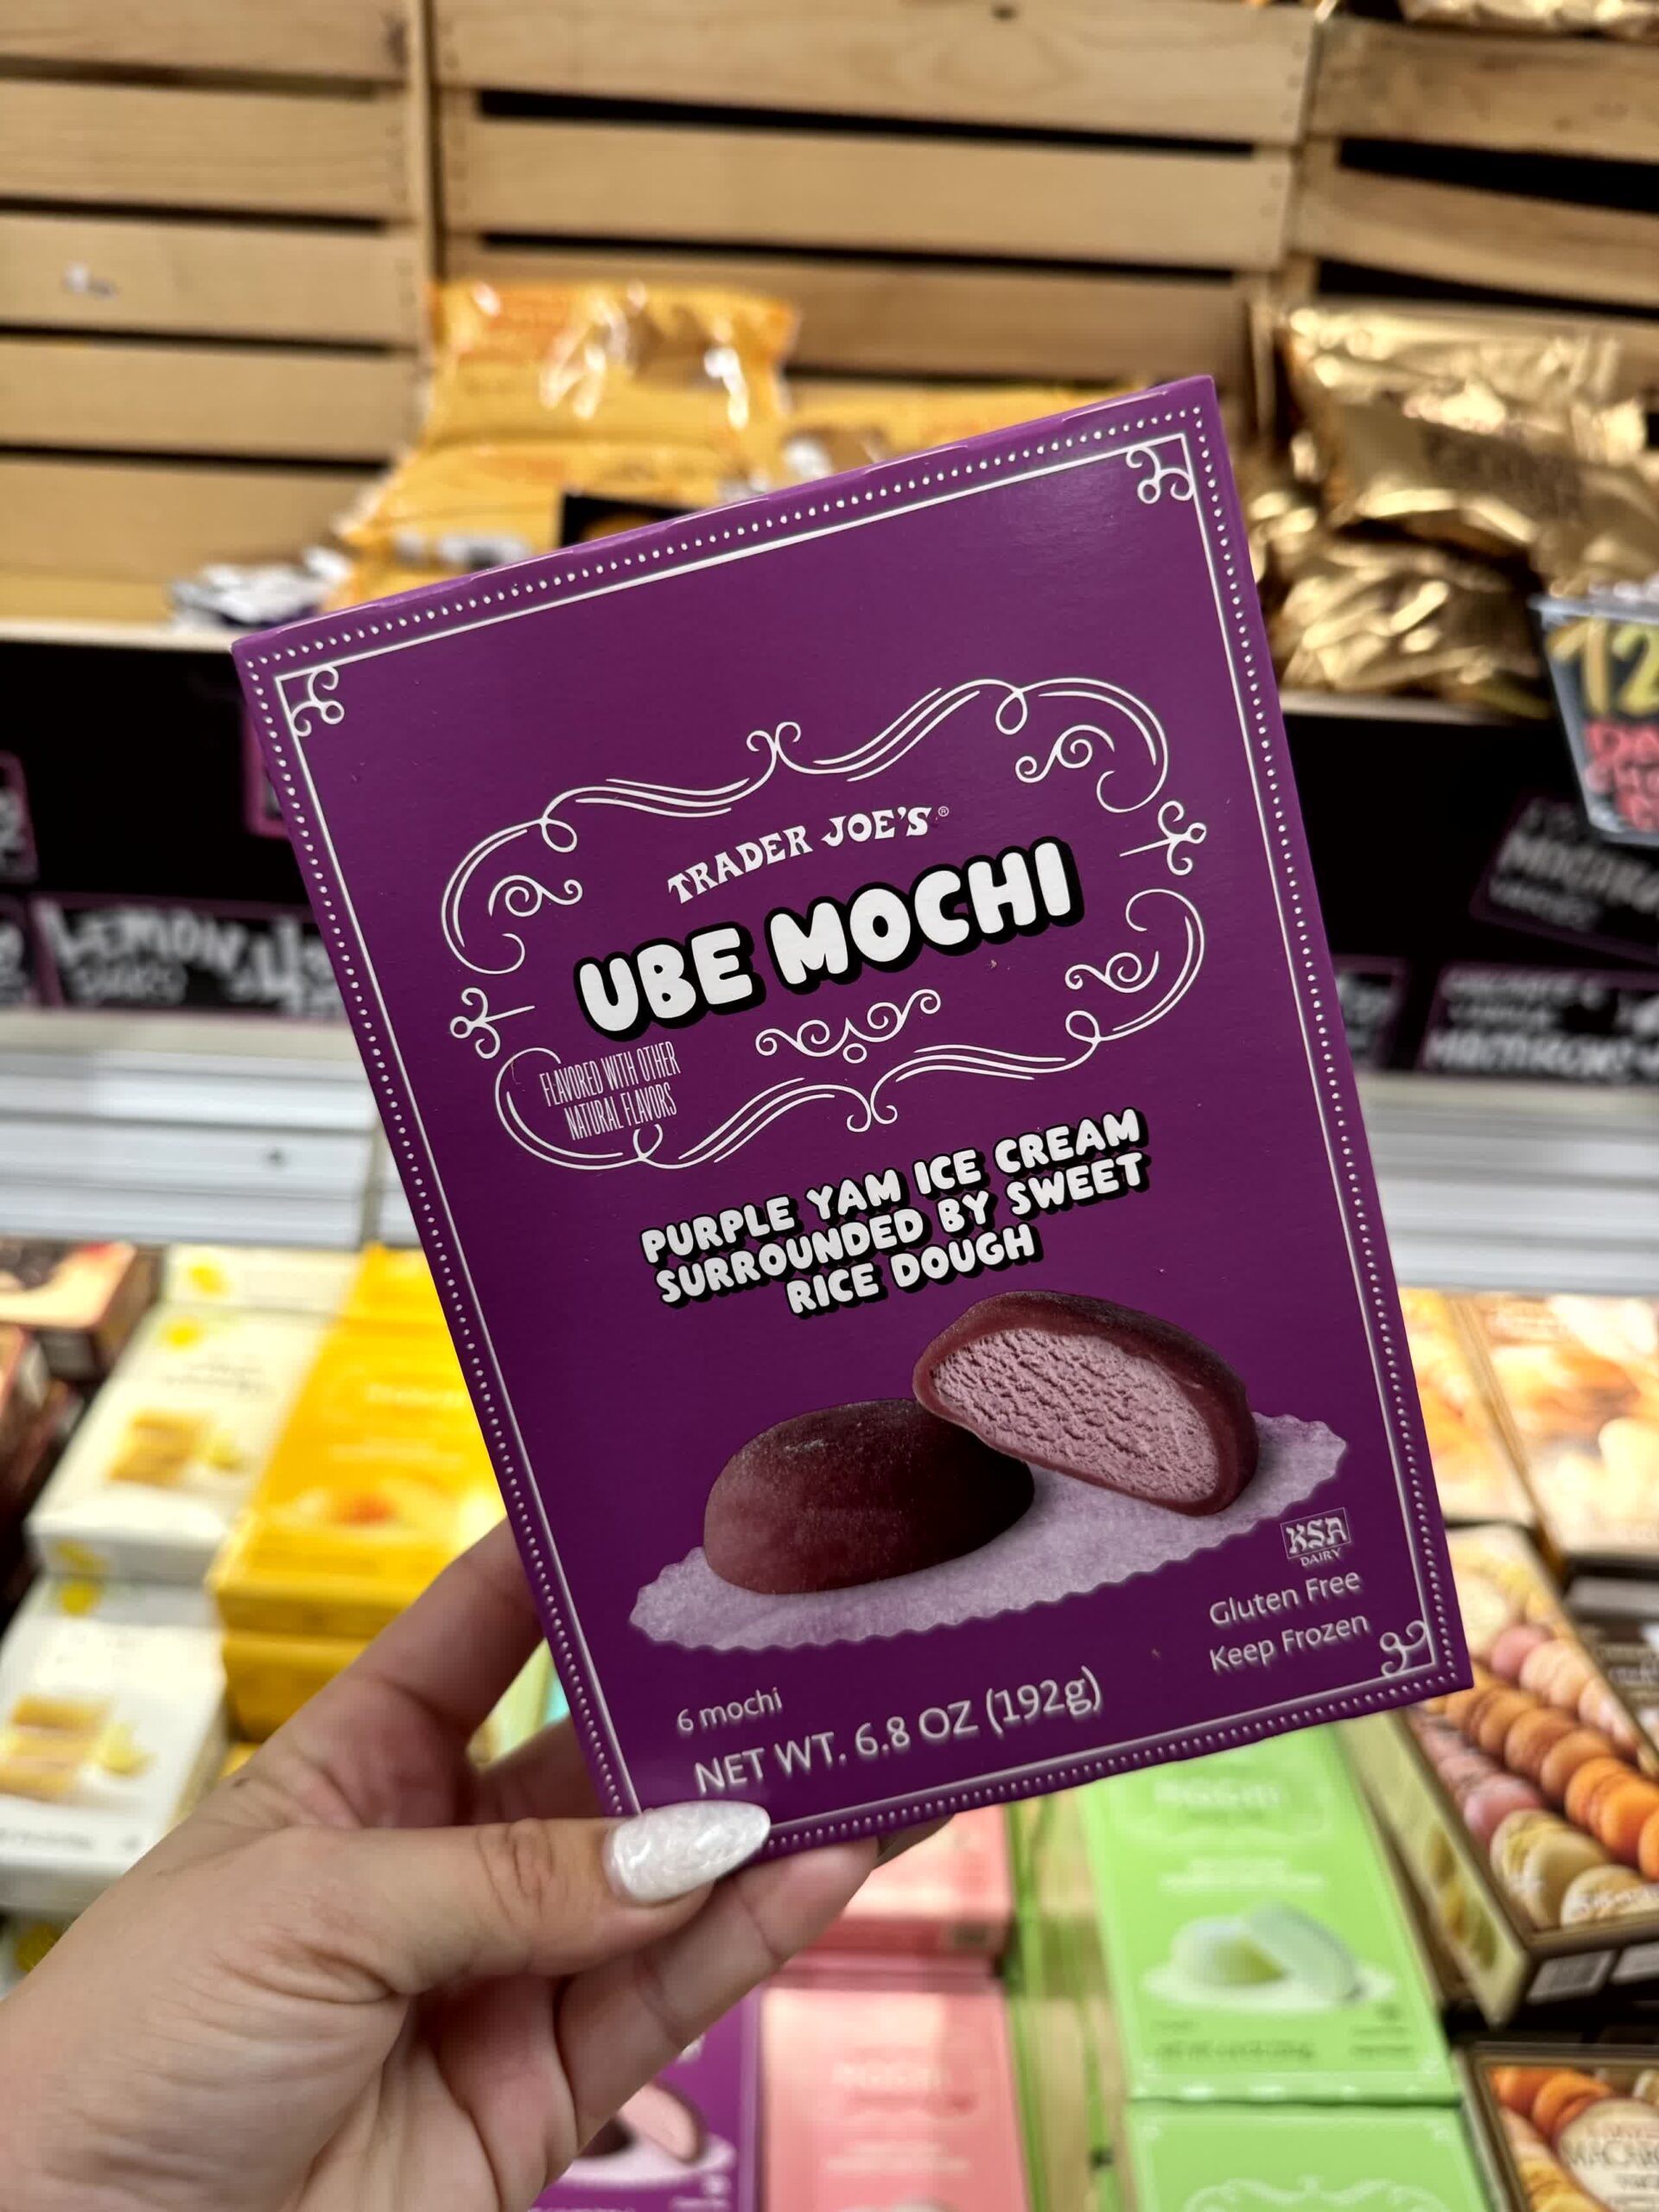 TRADER JOE'S®
UBE MOCHI
FLAVORED WITH OTHER
NATURAL FLAVORS
PURPLE YAM ICE CREAM
SURROUNDED BY SWEET
RICE DOUGH
KSA
DAIRY
Gluten Free
Keep Frozen
6 mochi
NET WT. 6.8 OZ (192g)
LEMON
12